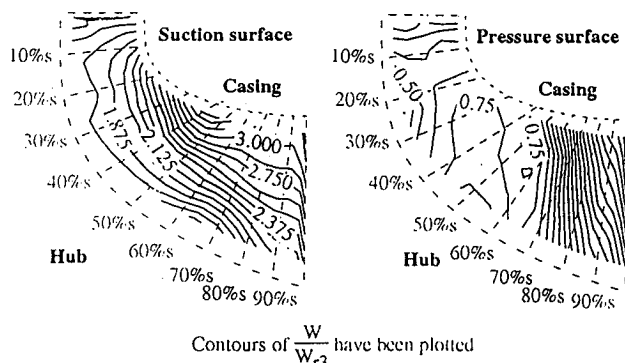 Suction surface
Casing
10%s
20%s
30%s
40%s
50%s
60%s
70%s
80%s
90%s
1.875
2.125
3.000
2.750
2.375
Hub
Pressure surface
Casing
10%s
20%s
30%s
40%s
50%s
60%s
70%s
80%s
90%s
0.50
0.75
0.75
Hub
Contours of W/W_r3 have been plotted